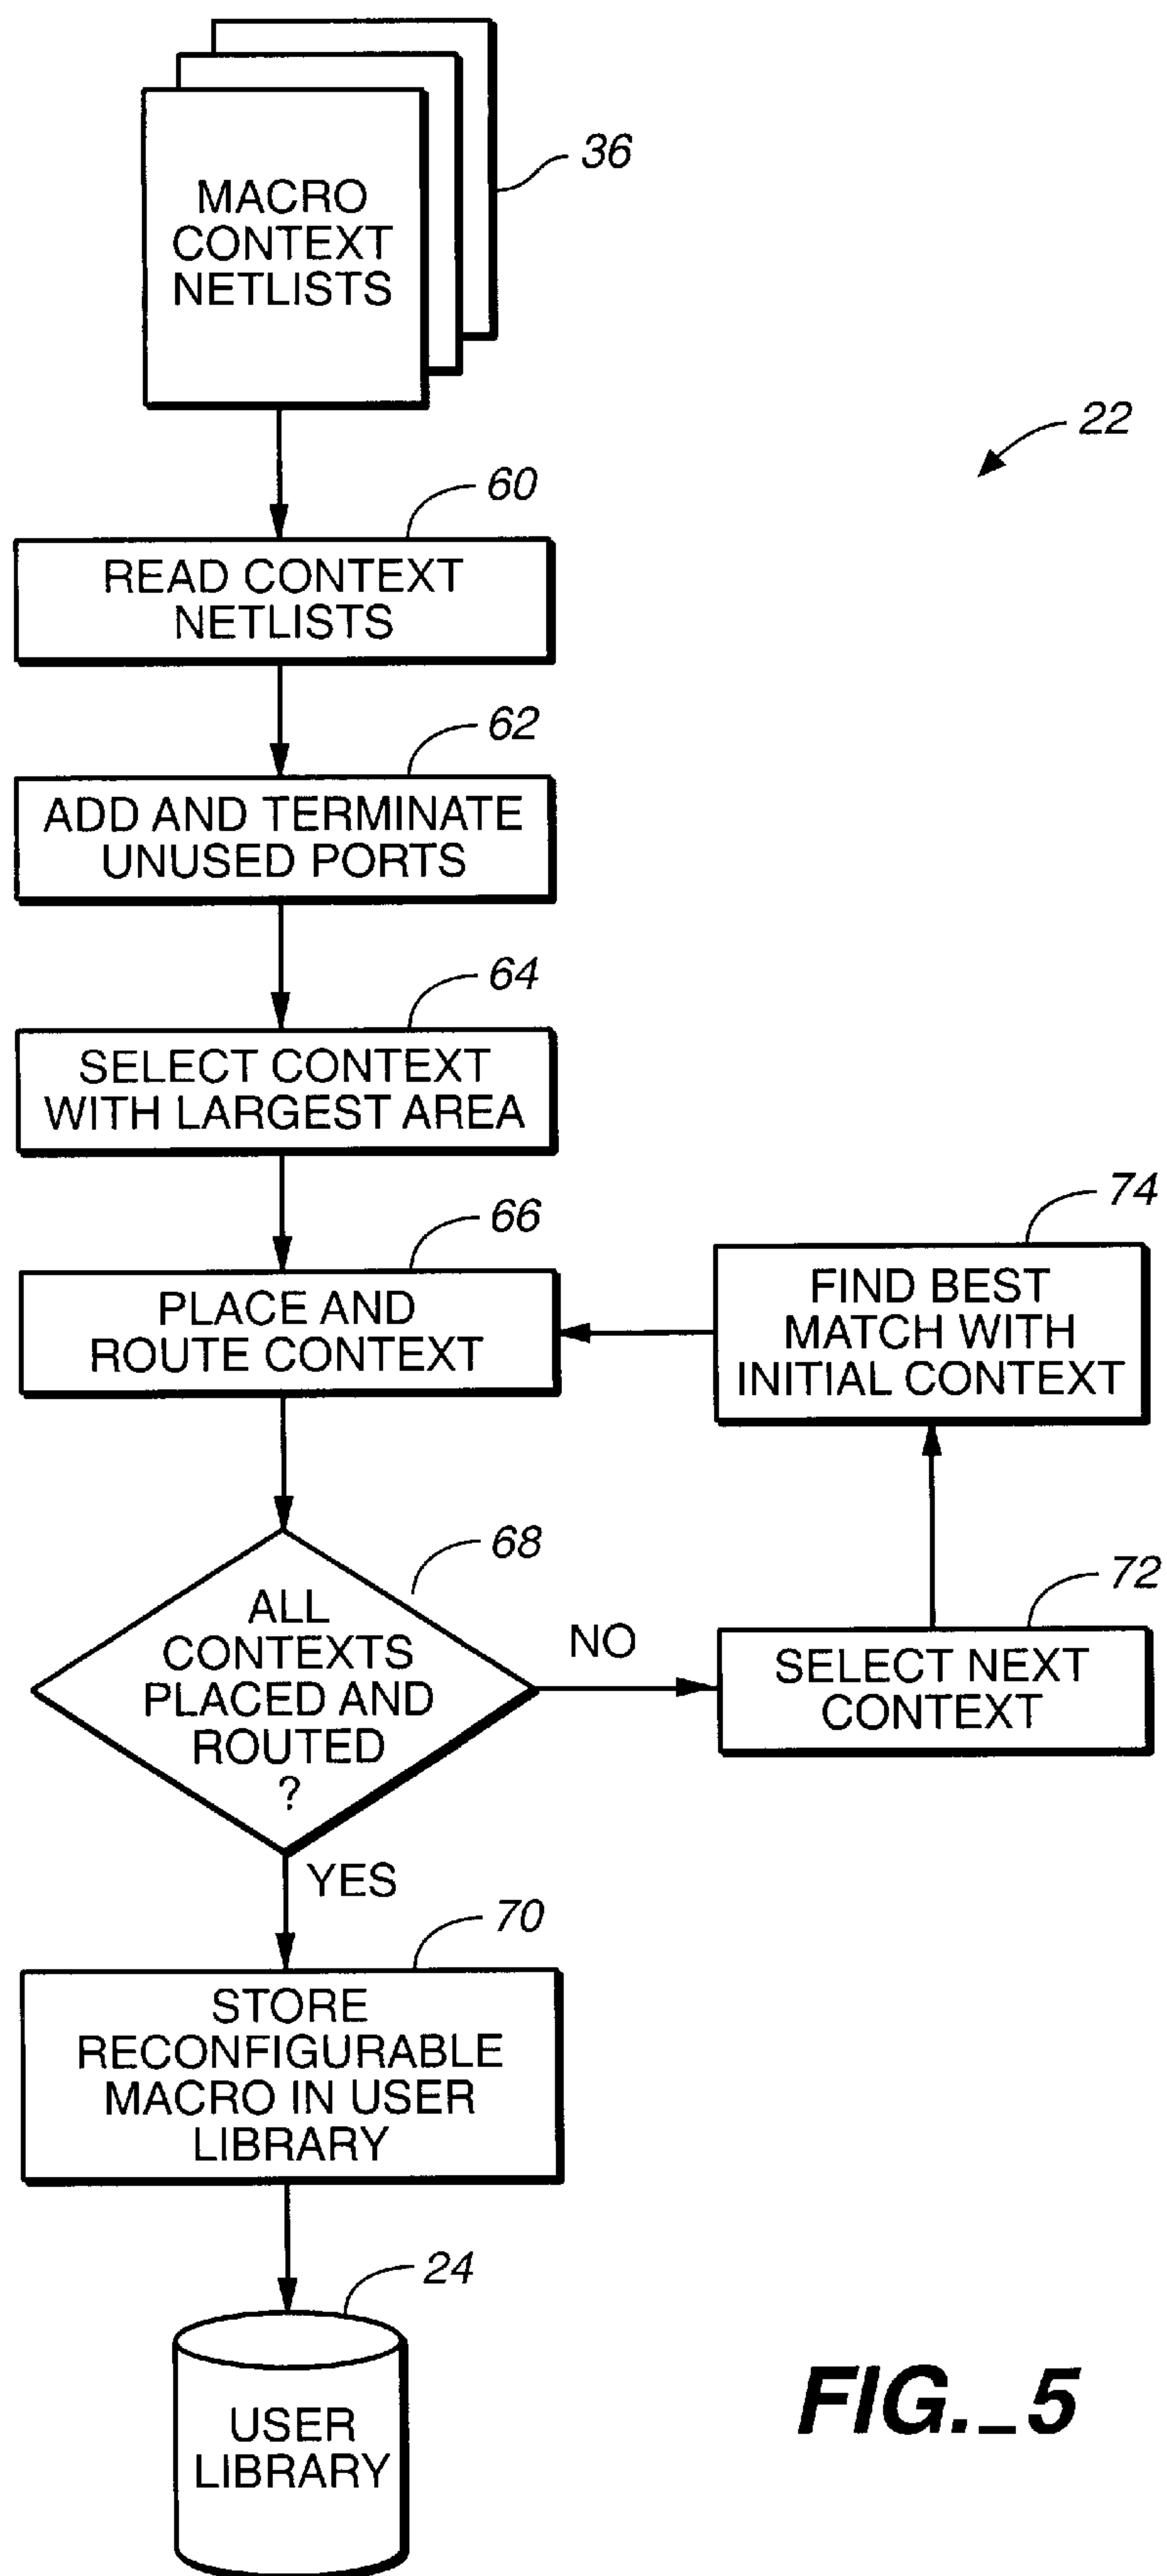 MACRO
CONTEXT
NETLISTS
36
22
60
READ CONTEXT
NETLISTS
62
ADD AND TERMINATE
UNUSED PORTS
64
SELECT CONTEXT
WITH LARGEST AREA
66
PLACE AND
ROUTE CONTEXT
74
FIND BEST
MATCH WITH
INITIAL CONTEXT
68
ALL
CONTEXTS
PLACED AND
ROUTED
?
NO
72
SELECT NEXT
CONTEXT
YES
70
STORE
RECONFIGURABLE
MACRO IN USER
LIBRARY
24
USER
LIBRARY
FIG._5